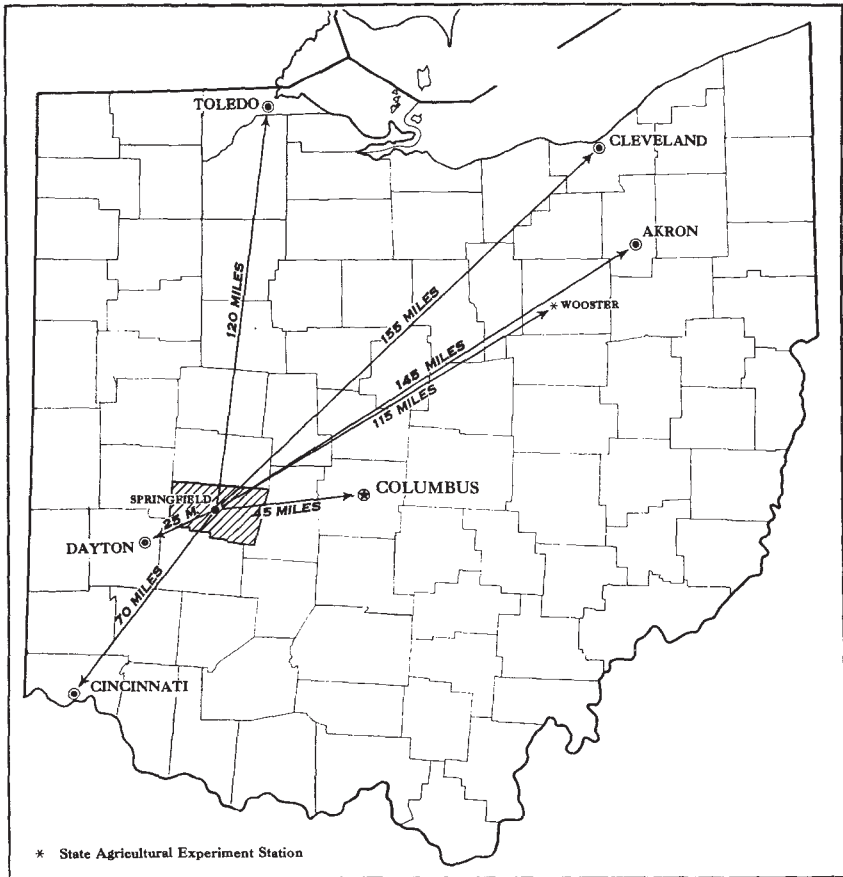 TOLEDO
CLEVELAND
AKRON
WOOSTER
120 MILES
155 MILES
145 MILES
115 MILES
SPRINGFIELD
COLUMBUS
45 MILES
25 M.
DAYTON
70 MILES
CINCINNATI
* State Agricultural Experiment Station